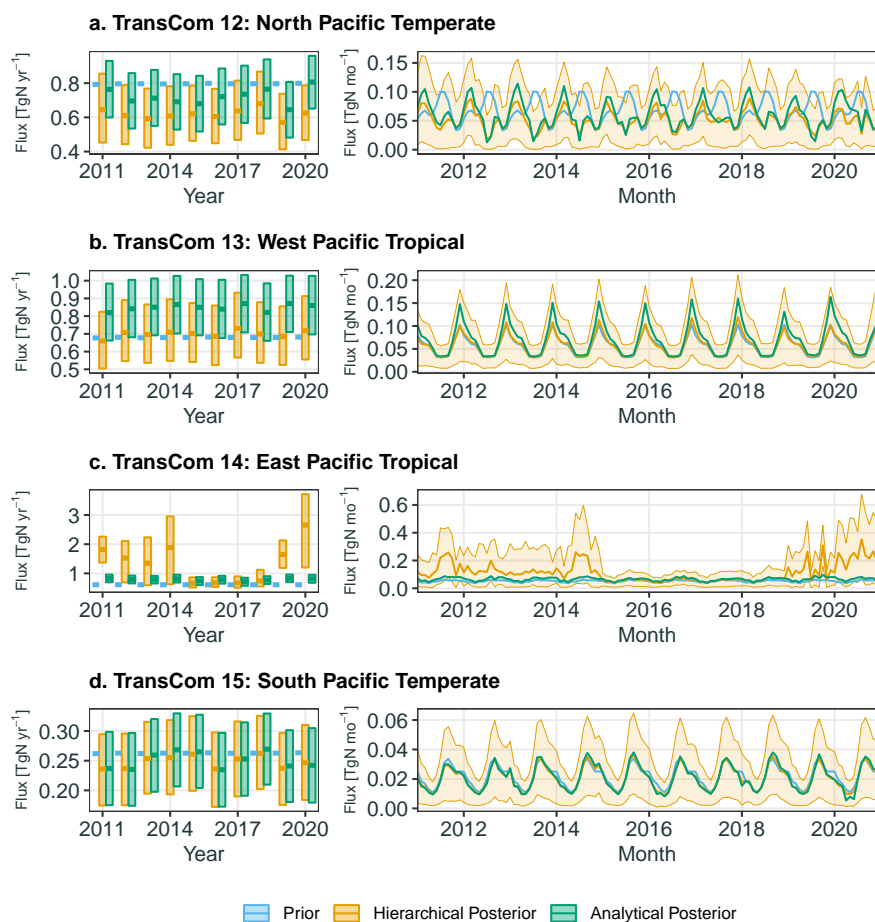 a. TransCom 12: North Pacific Temperate
Flux [TgN yr⁻¹]
0.8
0.6
0.4
2011 2014 2017 2020
Year
Flux [TgN mo⁻¹]
0.15
0.10
0.05
0.00
2012 2014 2016 2018 2020
Month
b. TransCom 13: West Pacific Tropical
Flux [TgN yr⁻¹]
1.0
0.9
0.8
0.7
0.6
0.5
2011 2014 2017 2020
Year
Flux [TgN mo⁻¹]
0.20
0.15
0.10
0.05
0.00
2012 2014 2016 2018 2020
Month
c. TransCom 14: East Pacific Tropical
Flux [TgN yr⁻¹]
3
2
1
2011 2014 2017 2020
Year
Flux [TgN mo⁻¹]
0.6
0.4
0.2
0.0
2012 2014 2016 2018 2020
Month
d. TransCom 15: South Pacific Temperate
Flux [TgN yr⁻¹]
0.30
0.25
0.20
2011 2014 2017 2020
Year
Flux [TgN mo⁻¹]
0.06
0.04
0.02
0.00
2012 2014 2016 2018 2020
Month
Prior Hierarchical Posterior Analytical Posterior